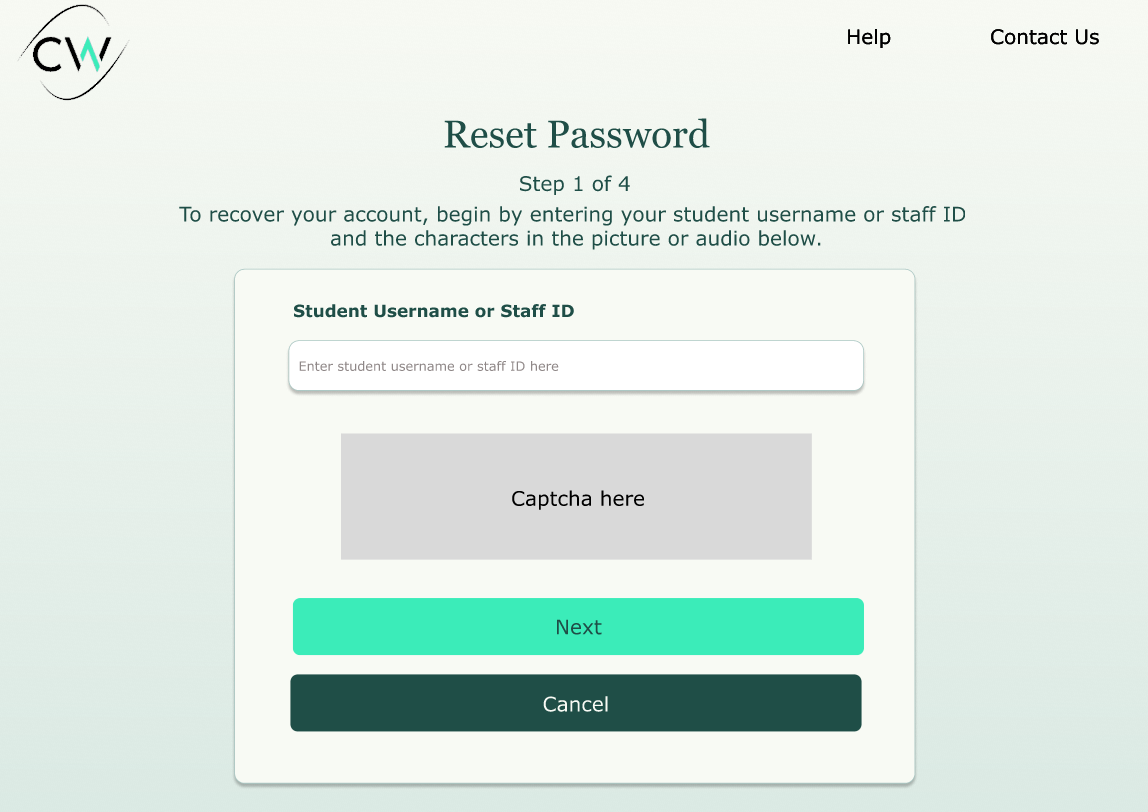 CW
Help
Contact Us
Reset Password
Step 1 of 4
To recover your account, begin by entering your student username or staff ID
and the characters in the picture or audio below.
Student Username or Staff ID
Enter student username or staff ID here
Captcha here
Next
Cancel